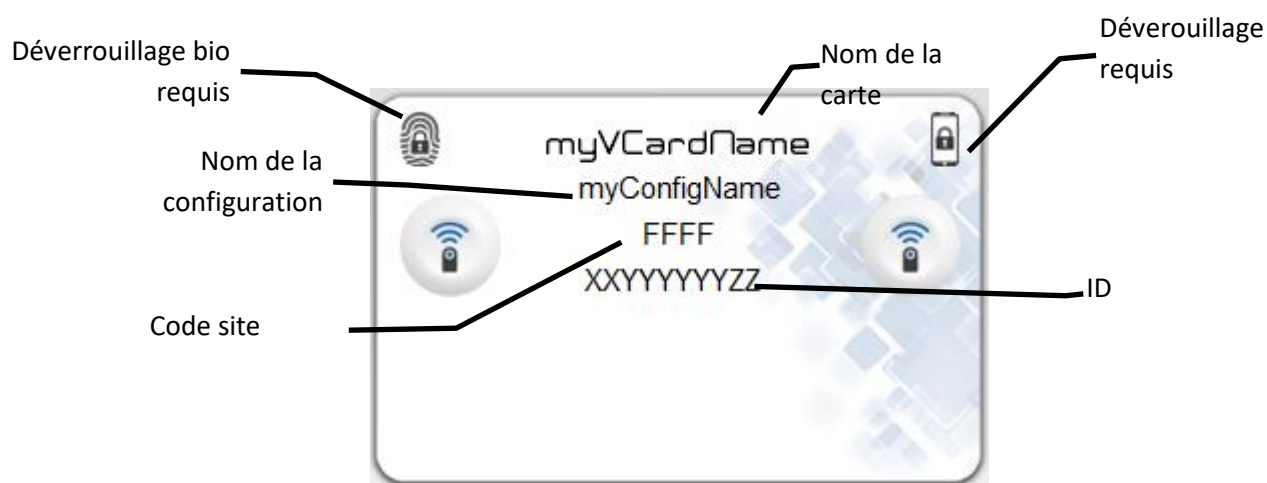 Déverrouillage bio
requis
Nom de la
carte
Déverouillage
requis
myVCardName
Nom de la
configuration
myConfigName
FFFF
XXYYYYYYZZ
ID
Code site